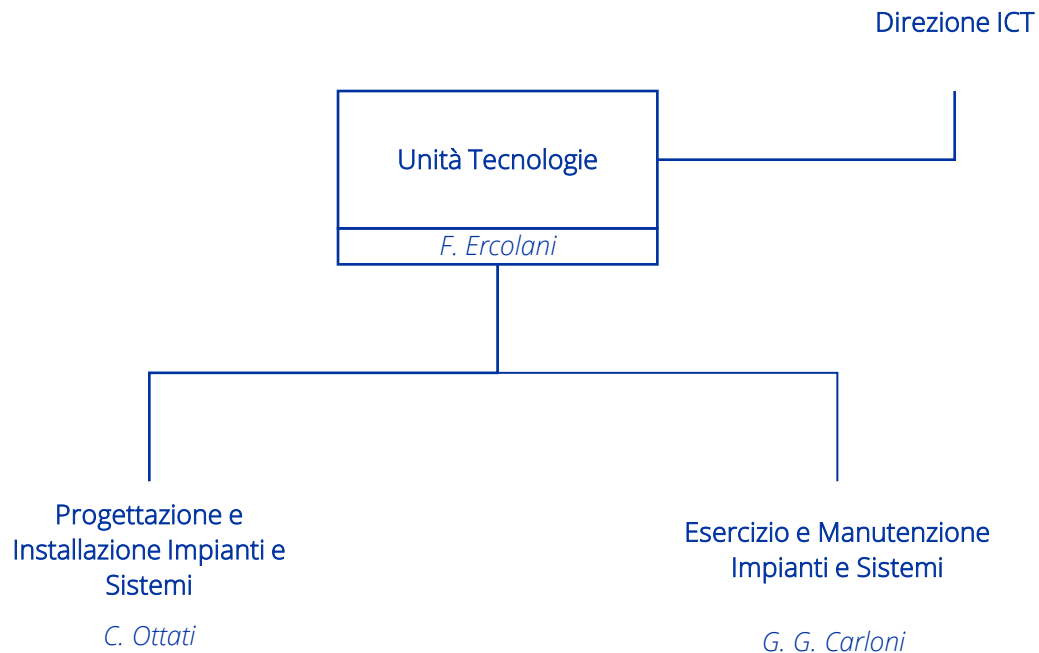 Direzione ICT
Unità Tecnologie
F. Ercolani
Progettazione e
Installazione Impianti e
Sistemi
C. Ottati
Esercizio e Manutenzione
Impianti e Sistemi
G. G. Carloni